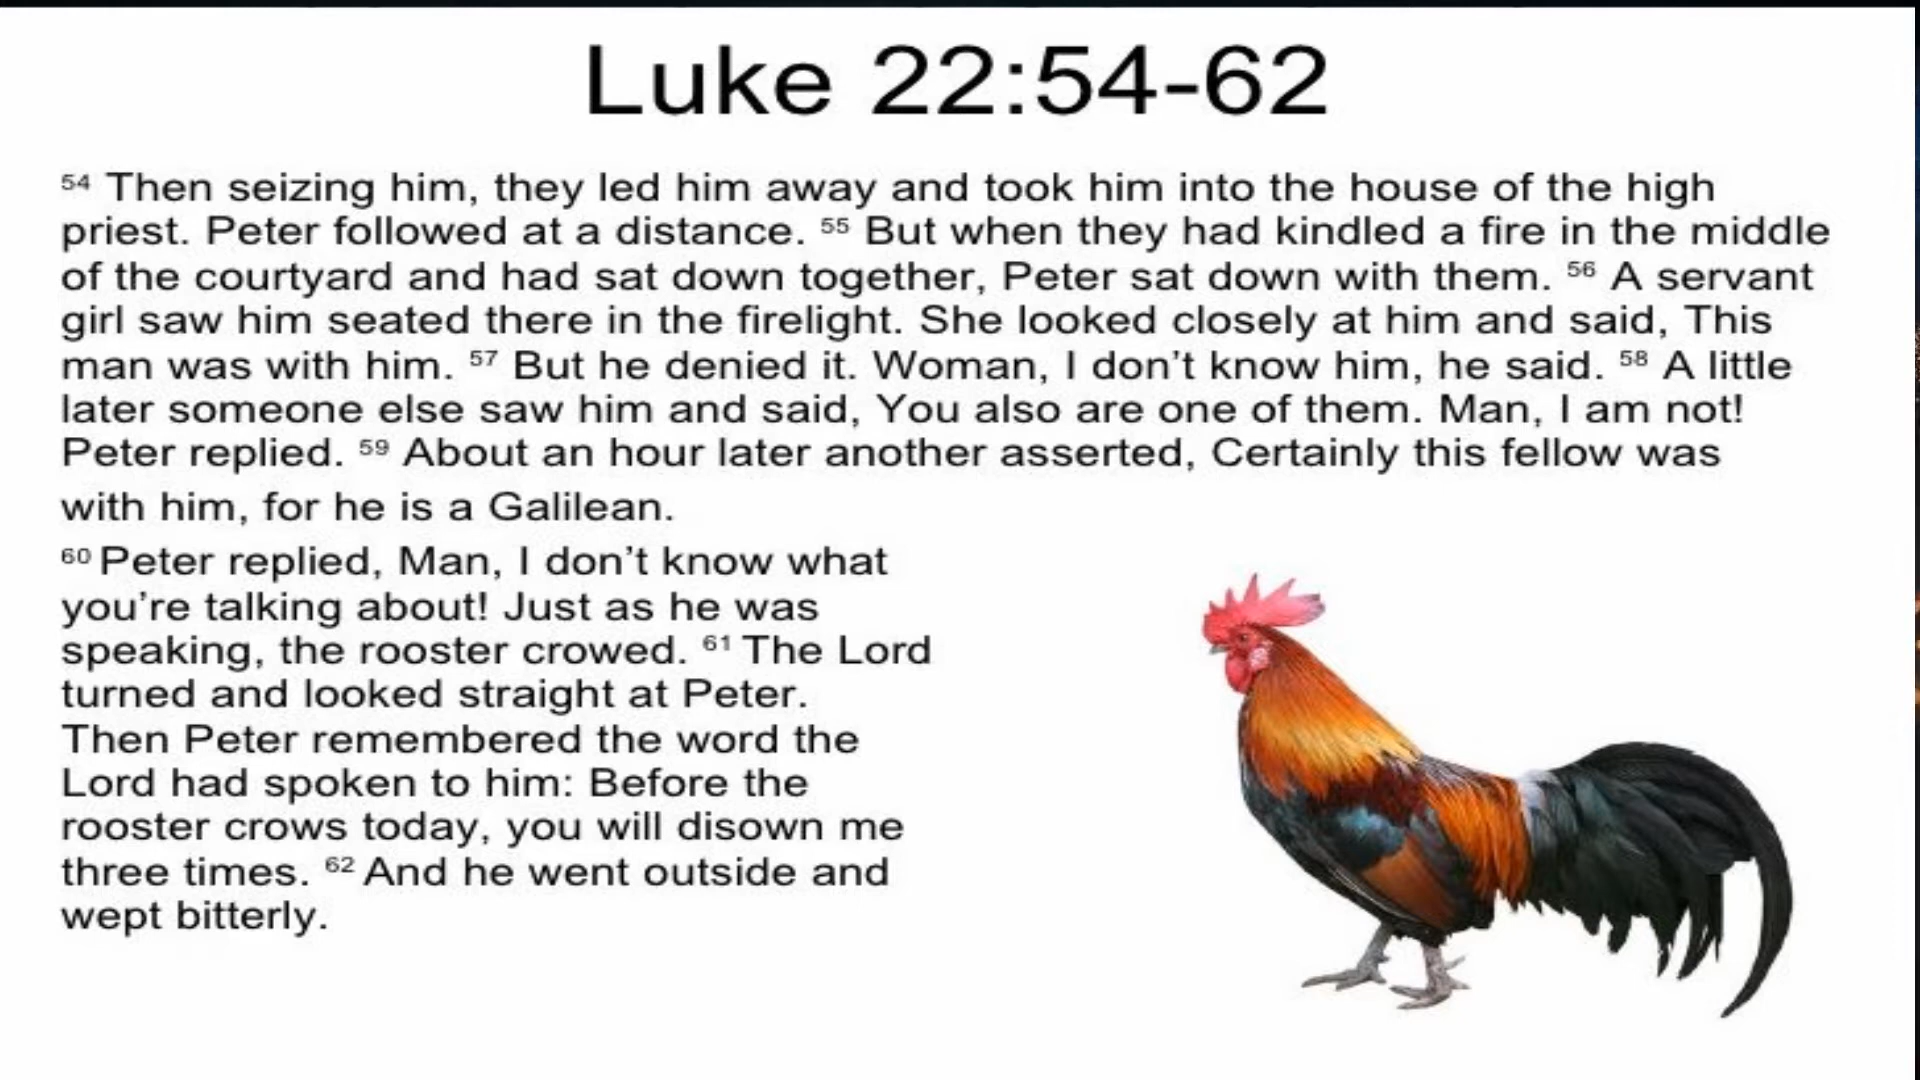 Luke 22:54-62
54 Then seizing him, they led him away and took him into the house of the high
priest. Peter followed at a distance. 55 But when they had kindled a fire in the middle
of the courtyard and had sat down together, Peter sat down with them. 56 A servant
girl saw him seated there in the firelight. She looked closely at him and said, This
man was with him. 57 But he denied it. Woman, I don’t know him, he said. 58 A little
later someone else saw him and said, You also are one of them. Man, I am not!
Peter replied. 59 About an hour later another asserted, Certainly this fellow was
with him, for he is a Galilean.
60 Peter replied, Man, I don’t know what
you’re talking about! Just as he was
speaking, the rooster crowed. 61 The Lord
turned and looked straight at Peter.
Then Peter remembered the word the
Lord had spoken to him: Before the
rooster crows today, you will disown me
three times. 62 And he went outside and
wept bitterly.